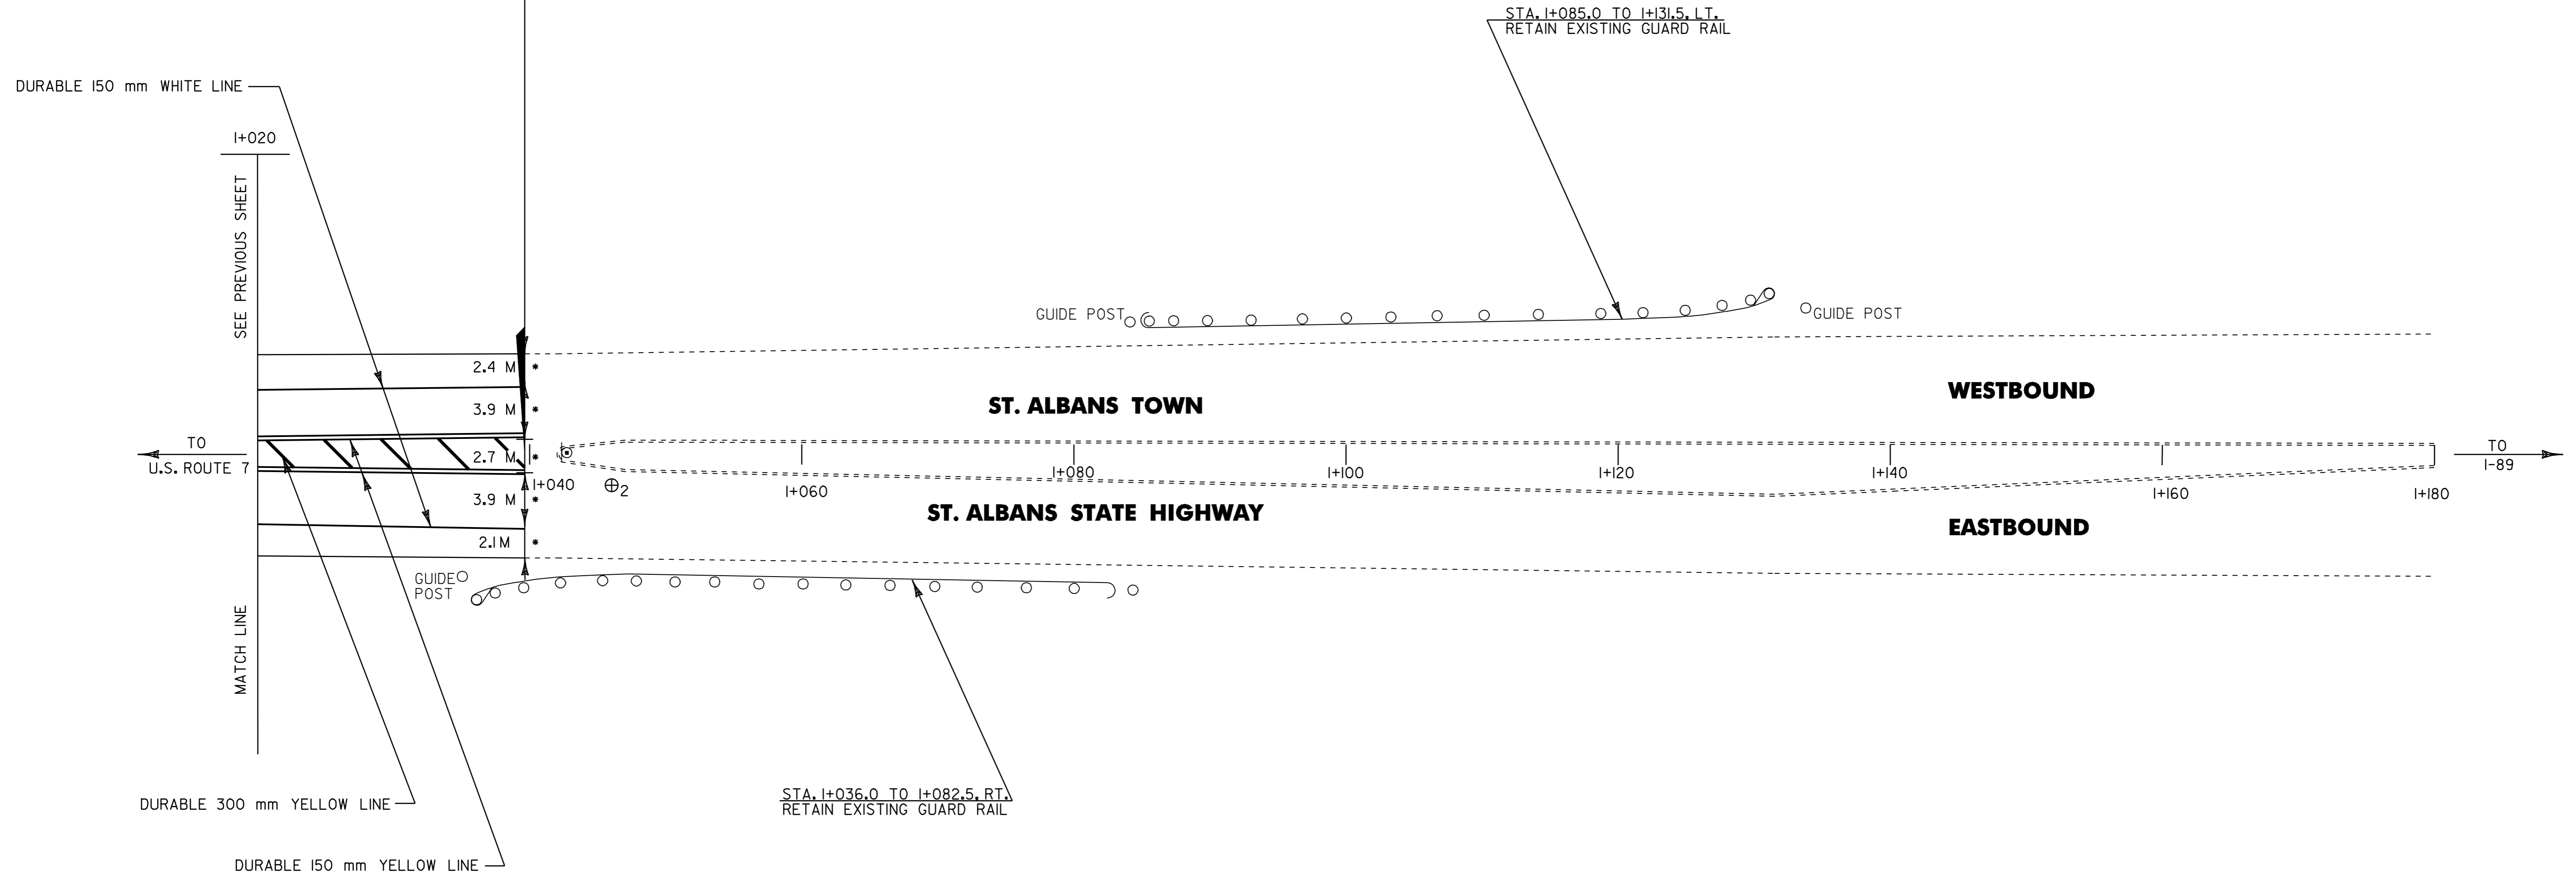 STA. 1+085.0 TO 1+131.5, LT.
RETAIN EXISTING GUARD RAIL
DURABLE 150 mm WHITE LINE
1+020
SEE PREVIOUS SHEET
GUIDE POST
GUIDE POST
2.4 M *
3.9 M *
ST. ALBANS TOWN
WESTBOUND
TO
U.S. ROUTE 7
2.7 M *
1+040
2
1+060
1+080
1+100
1+120
1+140
1+160
1+180
TO
I-89
3.9 M *
ST. ALBANS STATE HIGHWAY
EASTBOUND
2.1 M *
GUIDE
POST
MATCH LINE
STA. 1+036.0 TO 1+082.5, RT.
RETAIN EXISTING GUARD RAIL
DURABLE 300 mm YELLOW LINE
DURABLE 150 mm YELLOW LINE